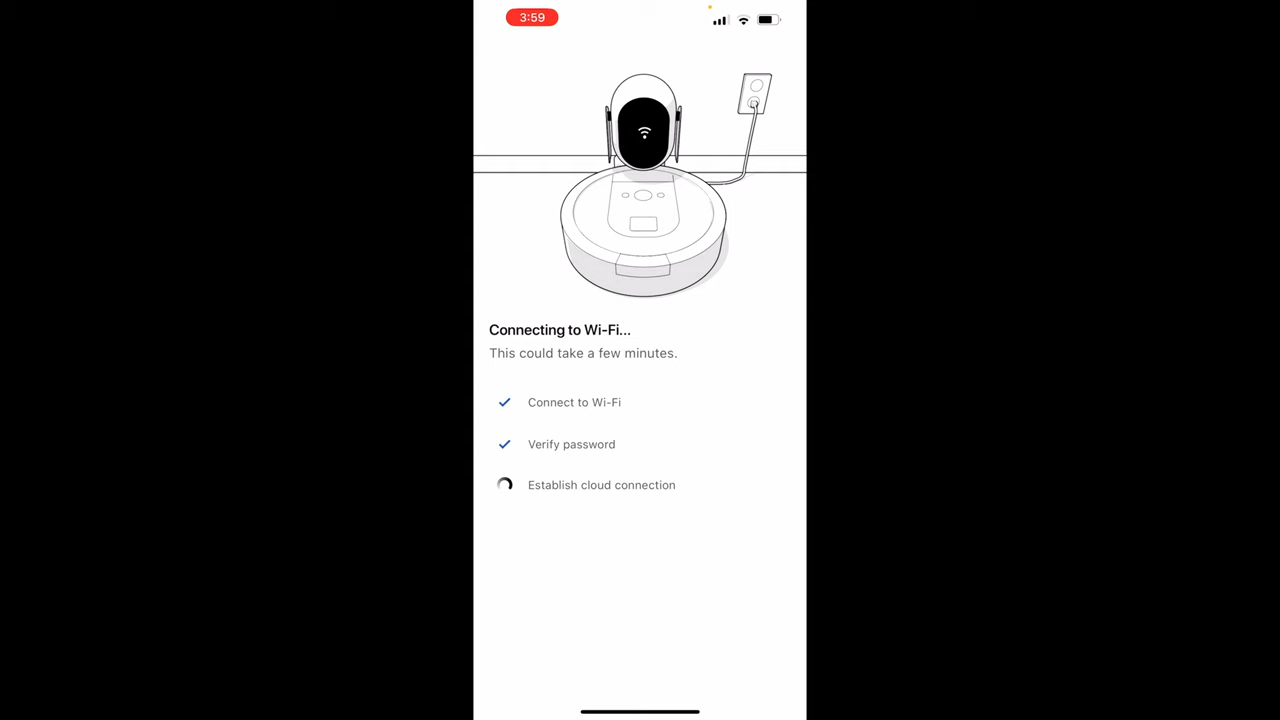 3:59
Connecting to Wi-Fi...
This could take a few minutes.
Connect to Wi-Fi
Verify password
Establish cloud connection